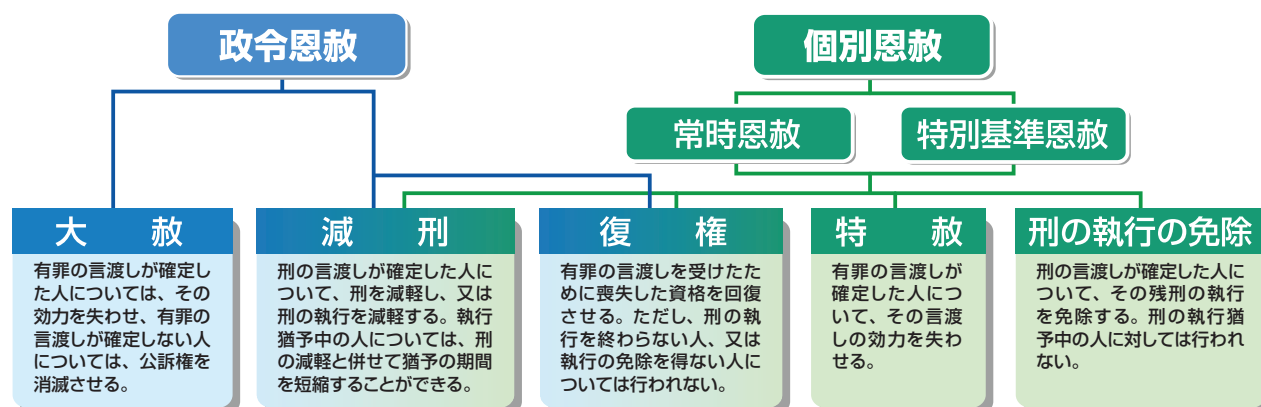 政令恩赦
個別恩赦
常時恩赦
特別基準恩赦
大赦
有罪の言渡しが確定し
た人については、その
効力を失わせ、有罪の
言渡しが確定しない人
については、公訴権を
消滅させる。
減刑
刑の言渡しが確定した人に
ついて、刑を減軽し、又は
刑の執行を減軽する。執行
猶予中の人については、刑
の減軽と併せて猶予の期間
を短縮することができる。
復権
有罪の言渡しを受けたた
めに喪失した資格を回復
させる。ただし、刑の執
行を終わらない人、又は
執行の免除を得ない人に
ついては行われない。
特赦
有罪の言渡しが
確定した人につ
いて、その言渡
しの効力を失わ
せる。
刑の執行の免除
刑の言渡しが確定した人に
ついて、その残刑の執行
を免除する。刑の執行猶
予中の人に対しては行われ
ない。